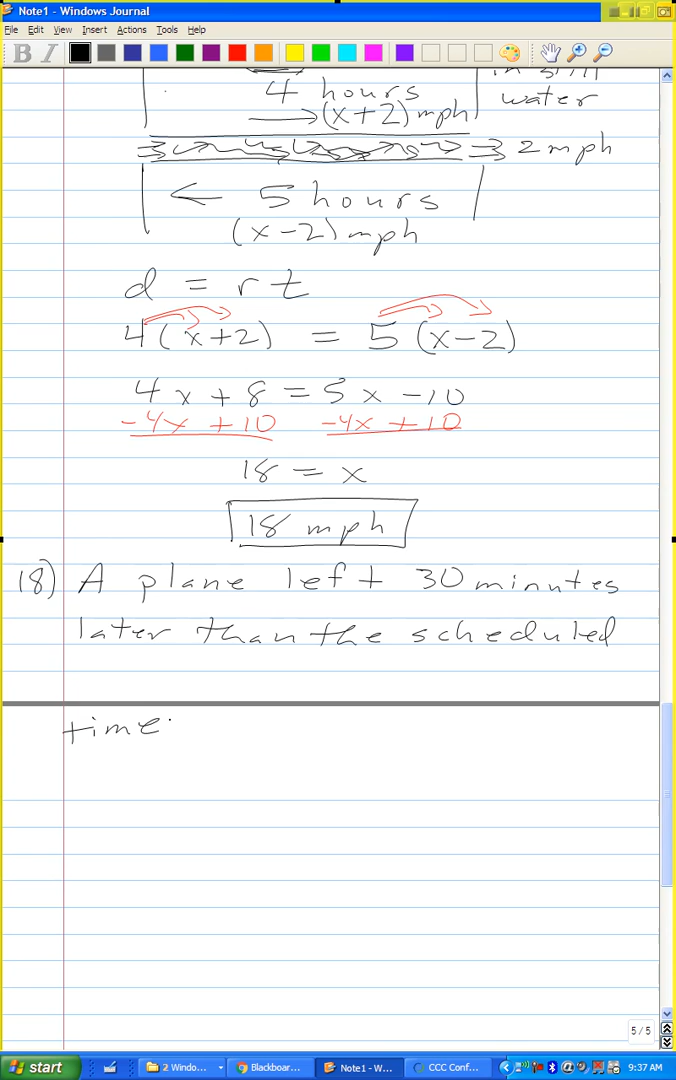 Note1 - Windows Journal
File Edit View Insert Actions Tools Help
B I
in still
4 hours
water
(x+2) mph
2 mph
← 5 hours
(x-2) mph
d = r t
4(x+2) = 5(x-2)
4x + 8 = 5x - 10
-4x + 10 -4x + 10
18 = x
18 mph
18) A plane left 30 minutes
later than the scheduled
time.
5 / 5
start 2 Windo... Blackboar... Note1 - W... CCC Conf... 9:37 AM